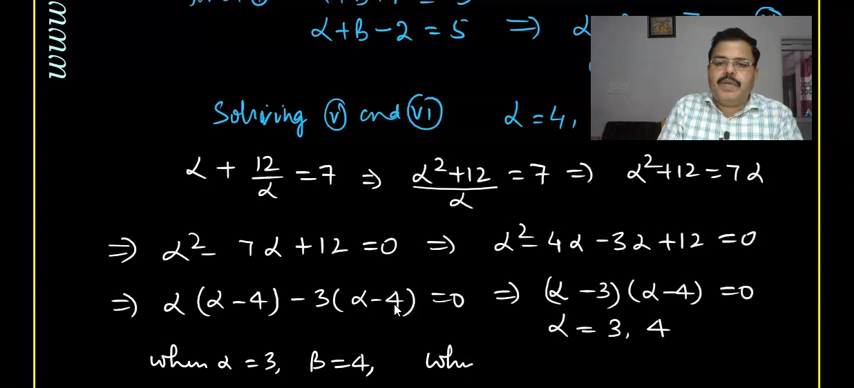 www
α+β−2=5 ⇒ α
Solving (v) and (vi) α=4,
α + 12/α = 7 ⇒ (α²+12)/α = 7 ⇒ α²+12=7α
⇒ α²− 7α+12=0 ⇒ α²−4α−3α+12=0
⇒ α(α−4)−3(α−4)=0 ⇒ (α−3)(α−4)=0
α=3, 4
when α=3, β=4, whe